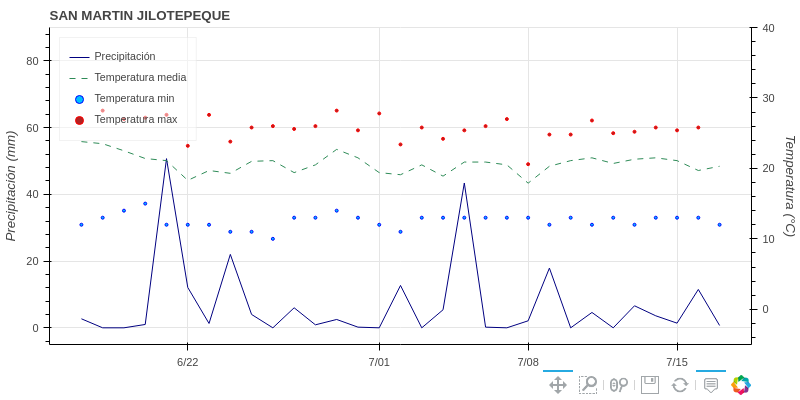 SAN MARTIN JILOTEPEQUE
Precipitación
Temperatura media
Temperatura min
Temperatura max
Precipitación (mm)
80
60
40
20
0
Temperatura (°C)
40
30
20
10
0
6/22
7/01
7/08
7/15